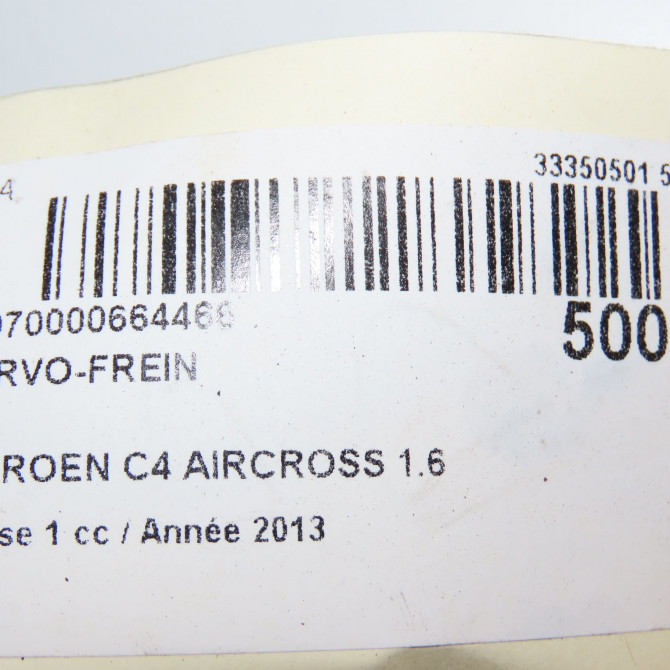 4
33350501 5
070000664466
500
RVO-FREIN
ROEN C4 AIRCROSS 1.6
se 1 cc / Année 2013